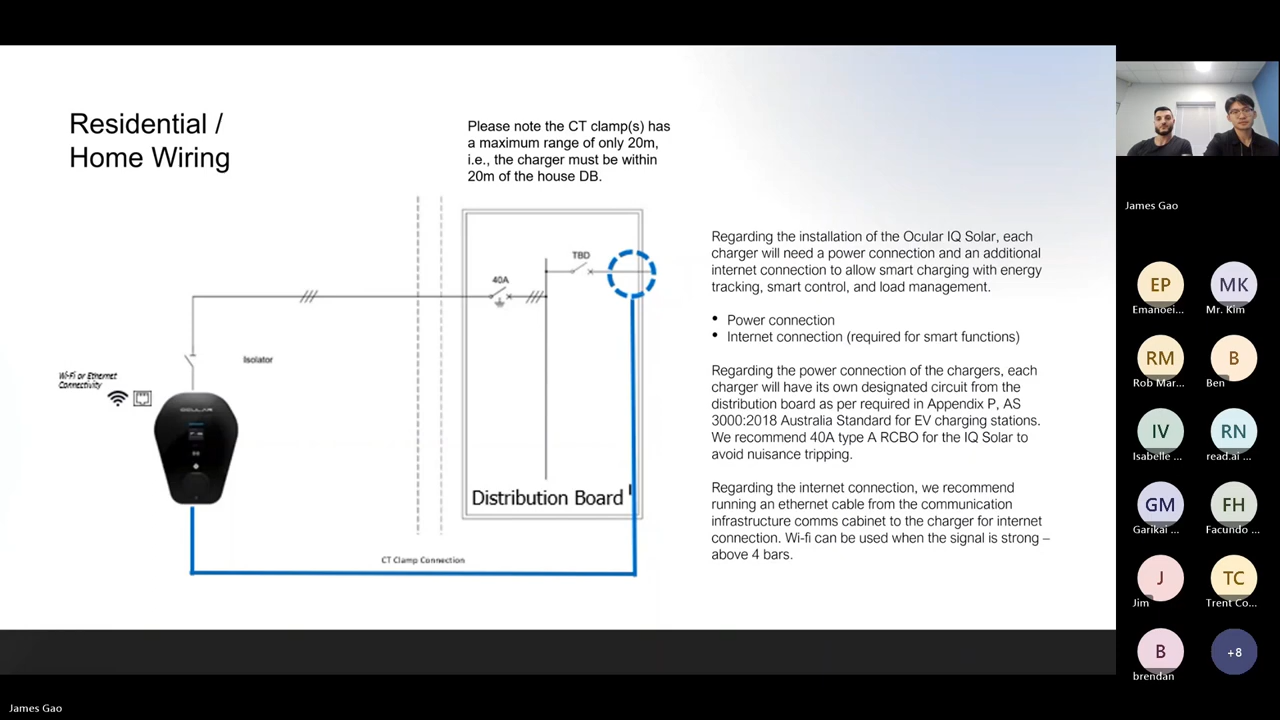 Residential /
Home Wiring
Please note the CT clamp(s) has
a maximum range of only 20m,
i.e., the charger must be within
20m of the house DB.
TBD
40A
Isolator
Wi-Fi or Ethernet
Connectivity
OCULAR
Distribution Board
CT Clamp Connection
Regarding the installation of the Ocular IQ Solar, each
charger will need a power connection and an additional
internet connection to allow smart charging with energy
tracking, smart control, and load management.
• Power connection
• Internet connection (required for smart functions)
Regarding the power connection of the chargers, each
charger will have its own designated circuit from the
distribution board as per required in Appendix P, AS
3000:2018 Australia Standard for EV charging stations.
We recommend 40A type A RCBO for the IQ Solar to
avoid nuisance tripping.
Regarding the internet connection, we recommend
running an ethernet cable from the communication
infrastructure comms cabinet to the charger for internet
connection. Wi-fi can be used when the signal is strong –
above 4 bars.
James Gao
EP
MK
Emanoei...
Mr. Kim
RM
B
Rob Mar...
Ben
IV
RN
Isabelle ...
read.ai ...
GM
FH
Garikai ...
Facundo ...
J
TC
Jim
Trent Co...
B
+8
brendan
James Gao